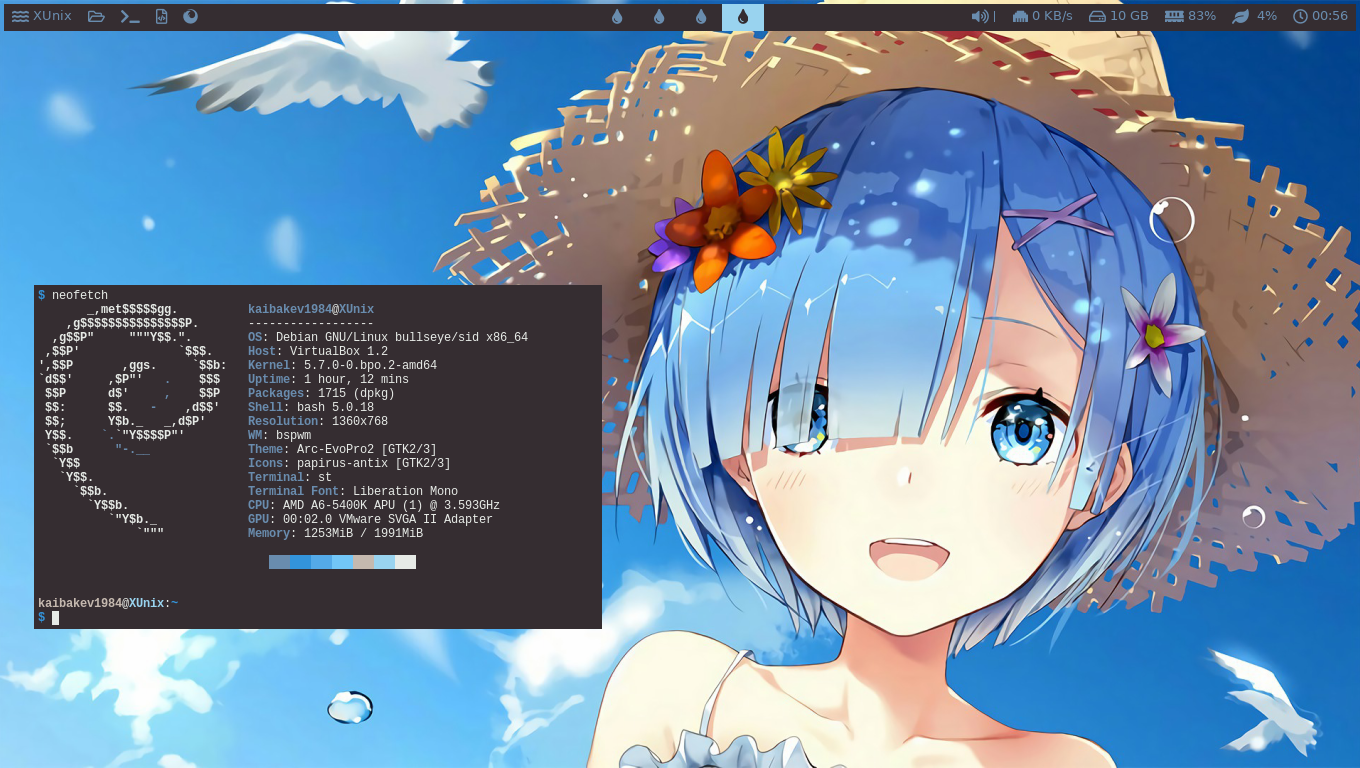 XUnix 0 KB/s 10 GB 83% 4% 00:56
$ neofetch
_,met$$$$$gg. kaibakev1984@XUnix
,g$$$$$$$$$$$$$$$P. ------------------
,g$$P" """Y$$.". OS: Debian GNU/Linux bullseye/sid x86_64
,$$P' `$$$. Host: VirtualBox 1.2
',$$P ,ggs. `$$b: Kernel: 5.7.0-0.bpo.2-amd64
`d$$' ,$P"' . $$$ Uptime: 1 hour, 12 mins
$$P d$' , $$P Packages: 1715 (dpkg)
$$: $$. - ,d$$' Shell: bash 5.0.18
$$; Y$b._ _,d$P' Resolution: 1360x768
Y$$. `.`"Y$$$$P"' WM: bspwm
`$$b "-.__ Theme: Arc-EvoPro2 [GTK2/3]
`Y$$ Icons: papirus-antix [GTK2/3]
`Y$$. Terminal: st
`$$b. Terminal Font: Liberation Mono
`Y$$b. CPU: AMD A6-5400K APU (1) @ 3.593GHz
`"Y$b._ GPU: 00:02.0 VMware SVGA II Adapter
`""" Memory: 1253MiB / 1991MiB
kaibakev1984@XUnix:~
$